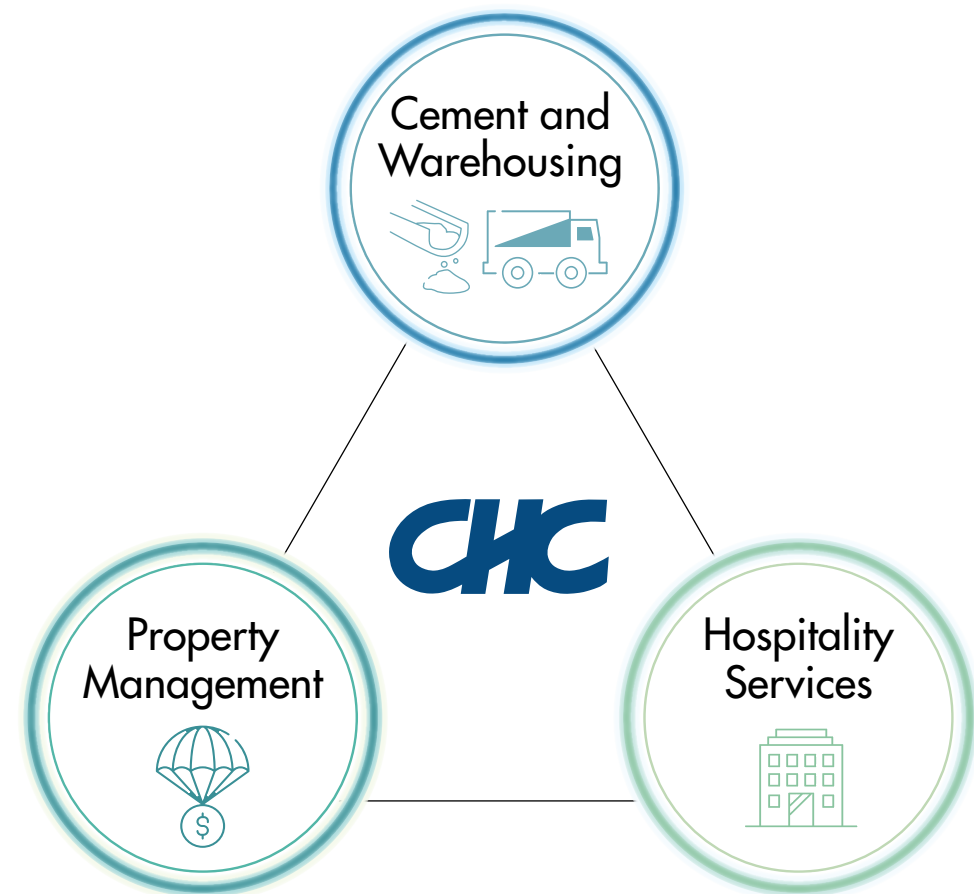 Cement and
Warehousing
CHC
Property
Management
$
Hospitality
Services